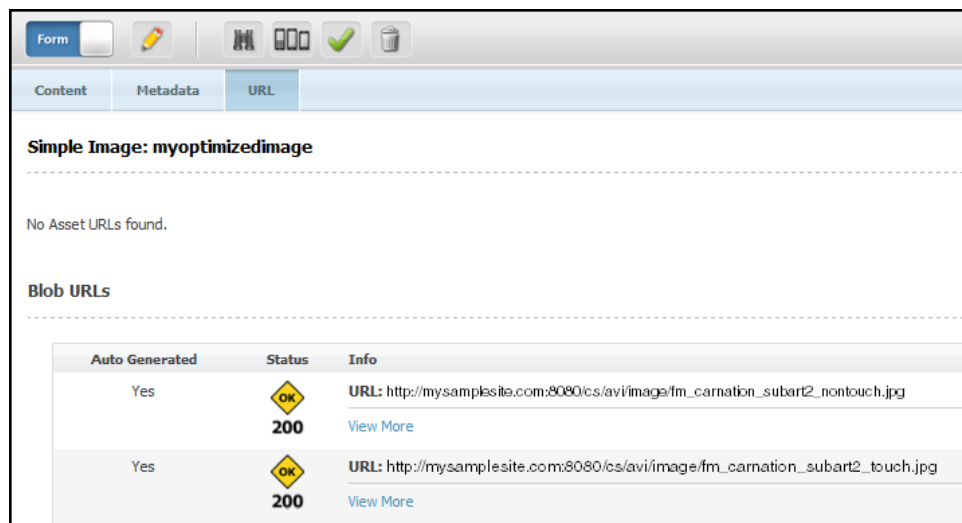 Form
Content Metadata URL
Simple Image: myoptimizedimage
No Asset URLs found.
Blob URLs
Auto Generated Status Info
Yes OK 200 URL: http://mysamplesite.com:8080/cs/avi/image/fm_carnation_subart2_nontouch.jpg
View More
Yes OK 200 URL: http://mysamplesite.com:8080/cs/avi/image/fm_carnation_subart2_touch.jpg
View More